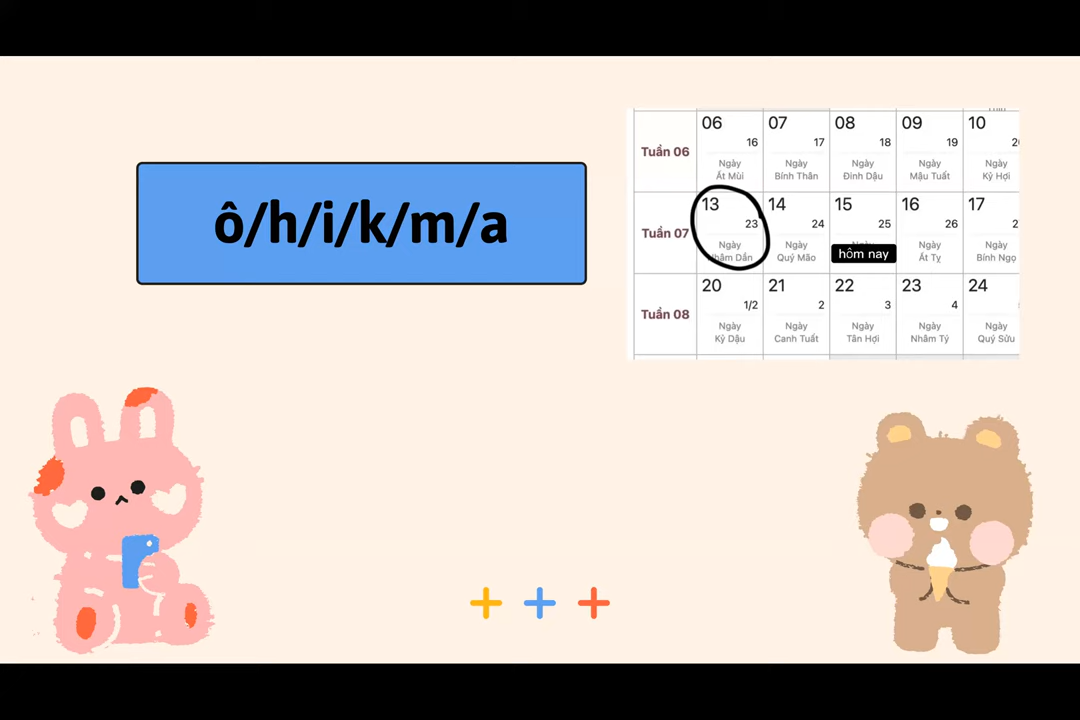 ô/h/i/k/m/a
06 07 08 09 10
Tuần 06
16 17 18 19
Ngày Ngày Ngày Ngày Ngày
Ất Mùi Bính Thân Đinh Dậu Mậu Tuất Kỷ Hợi
13 14 15 16 17
Tuần 07
23 24 25 26
Ngày Ngày Ngày Ngày
Nhâm Dần Quý Mão hôm nay Ất Tỵ Bính Ngọ
20 21 22 23 24
Tuần 08
1/2 2 3 4
Ngày Ngày Ngày Ngày Ngày
Kỷ Dậu Canh Tuất Tân Hợi Nhâm Tý Quý Sửu